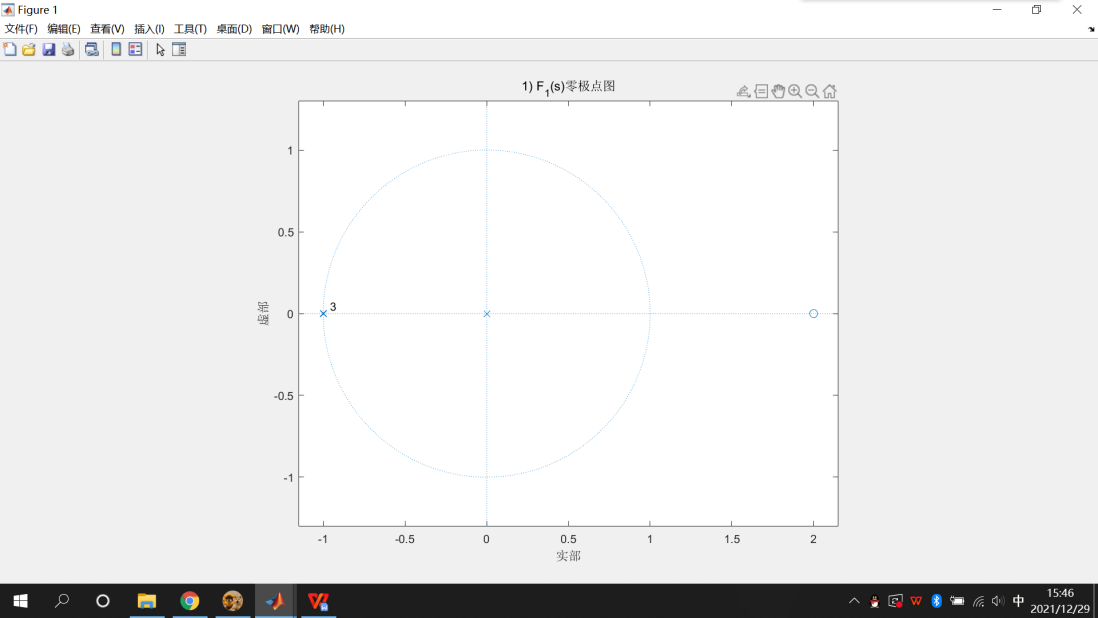 Figure 1
文件(F) 编辑(E) 查看(V) 插入(I) 工具(T) 桌面(D) 窗口(W) 帮助(H)
1) F1(s)零极点图
1
0.5
0
-0.5
-1
虚部
3
-1 -0.5 0 0.5 1 1.5 2
实部
中
15:46
2021/12/29